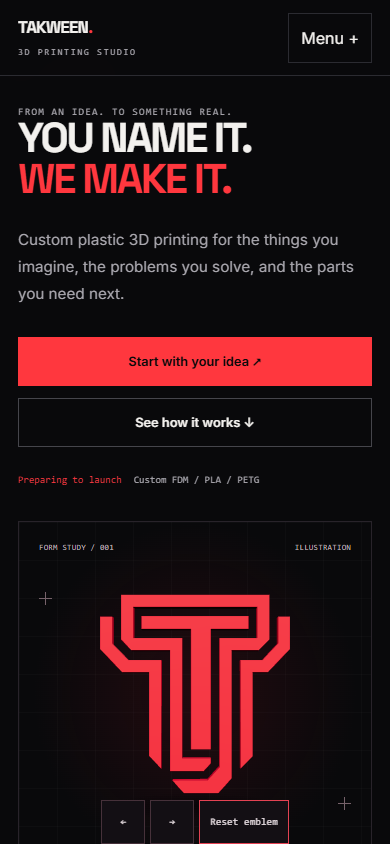 TAKWEEN.
3D PRINTING STUDIO
Menu +
FROM AN IDEA. TO SOMETHING REAL.
YOU NAME IT.
WE MAKE IT.
Custom plastic 3D printing for the things you
imagine, the problems you solve, and the parts
you need next.
Start with your idea ↗
See how it works ↓
Preparing to launch Custom FDM / PLA / PETG
FORM STUDY / 001
ILLUSTRATION
← → Reset emblem